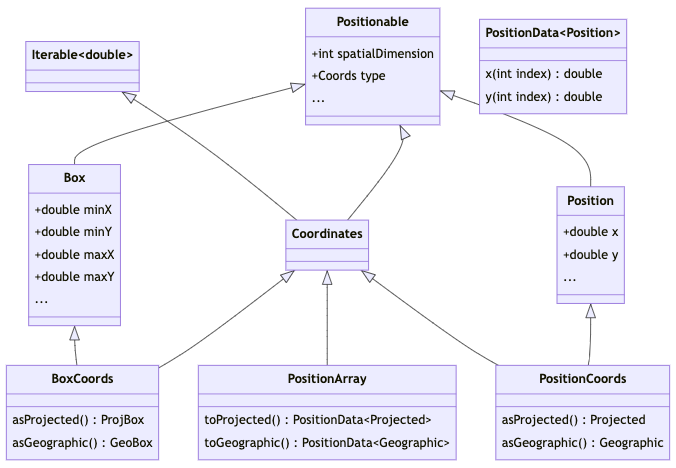 Positionable
+int spatialDimension
+Coords type
...
Iterable<double>
PositionData<Position>
x(int index) : double
y(int index) : double
Box
+double minX
+double minY
+double maxX
+double maxY
...
Coordinates
Position
+double x
+double y
...
BoxCoords
asProjected() : ProjBox
asGeographic() : GeoBox
PositionArray
toProjected() : PositionData<Projected>
toGeographic() : PositionData<Geographic>
PositionCoords
asProjected() : Projected
asGeographic() : Geographic